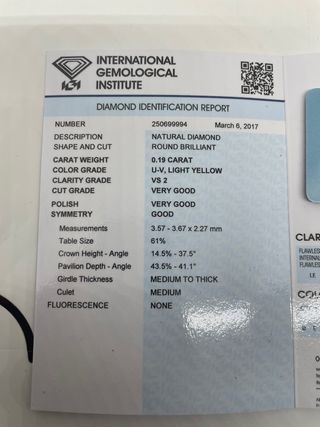 INTERNATIONAL
GEMOLOGICAL
INSTITUTE
IGI
DIAMOND IDENTIFICATION REPORT
NUMBER 250699994 March 6, 2017
DESCRIPTION NATURAL DIAMOND
SHAPE AND CUT ROUND BRILLIANT
CARAT WEIGHT 0.19 CARAT
COLOR GRADE U-V, LIGHT YELLOW
CLARITY GRADE VS 2
CUT GRADE VERY GOOD
POLISH VERY GOOD
SYMMETRY GOOD
Measurements 3.57 - 3.67 x 2.27 mm
Table Size 61%
Crown Height - Angle 14.5% - 37.5°
Pavilion Depth - Angle 43.5% - 41.1°
Girdle Thickness MEDIUM TO THICK
Culet MEDIUM
FLUORESCENCE NONE
CLAR
FLAWLES
INTERNAL
FLAWLES